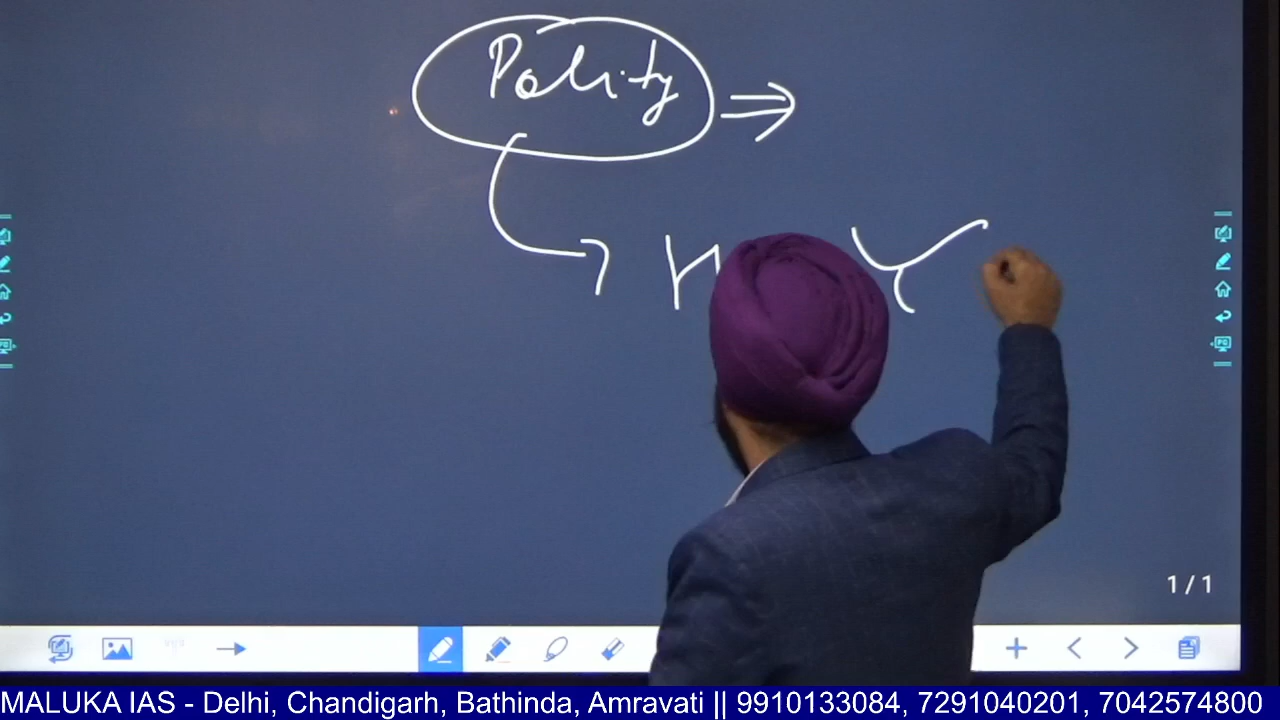 Polity ⇒
1 / 1
MALUKA IAS - Delhi, Chandigarh, Bathinda, Amravati || 9910133084, 7291040201, 7042574800